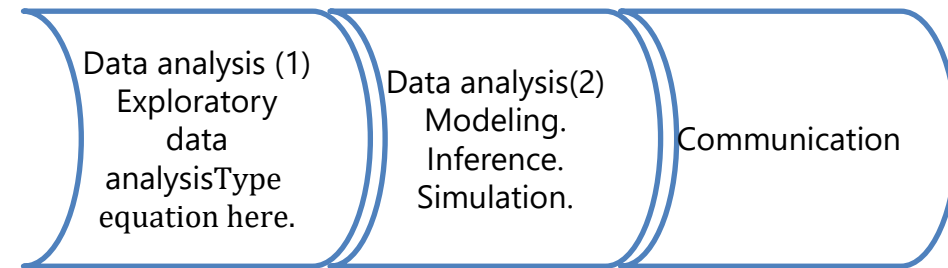 Data analysis (1)
Exploratory
data
analysisType
equation here.
Data analysis(2)
Modeling.
Inference.
Simulation.
Communication